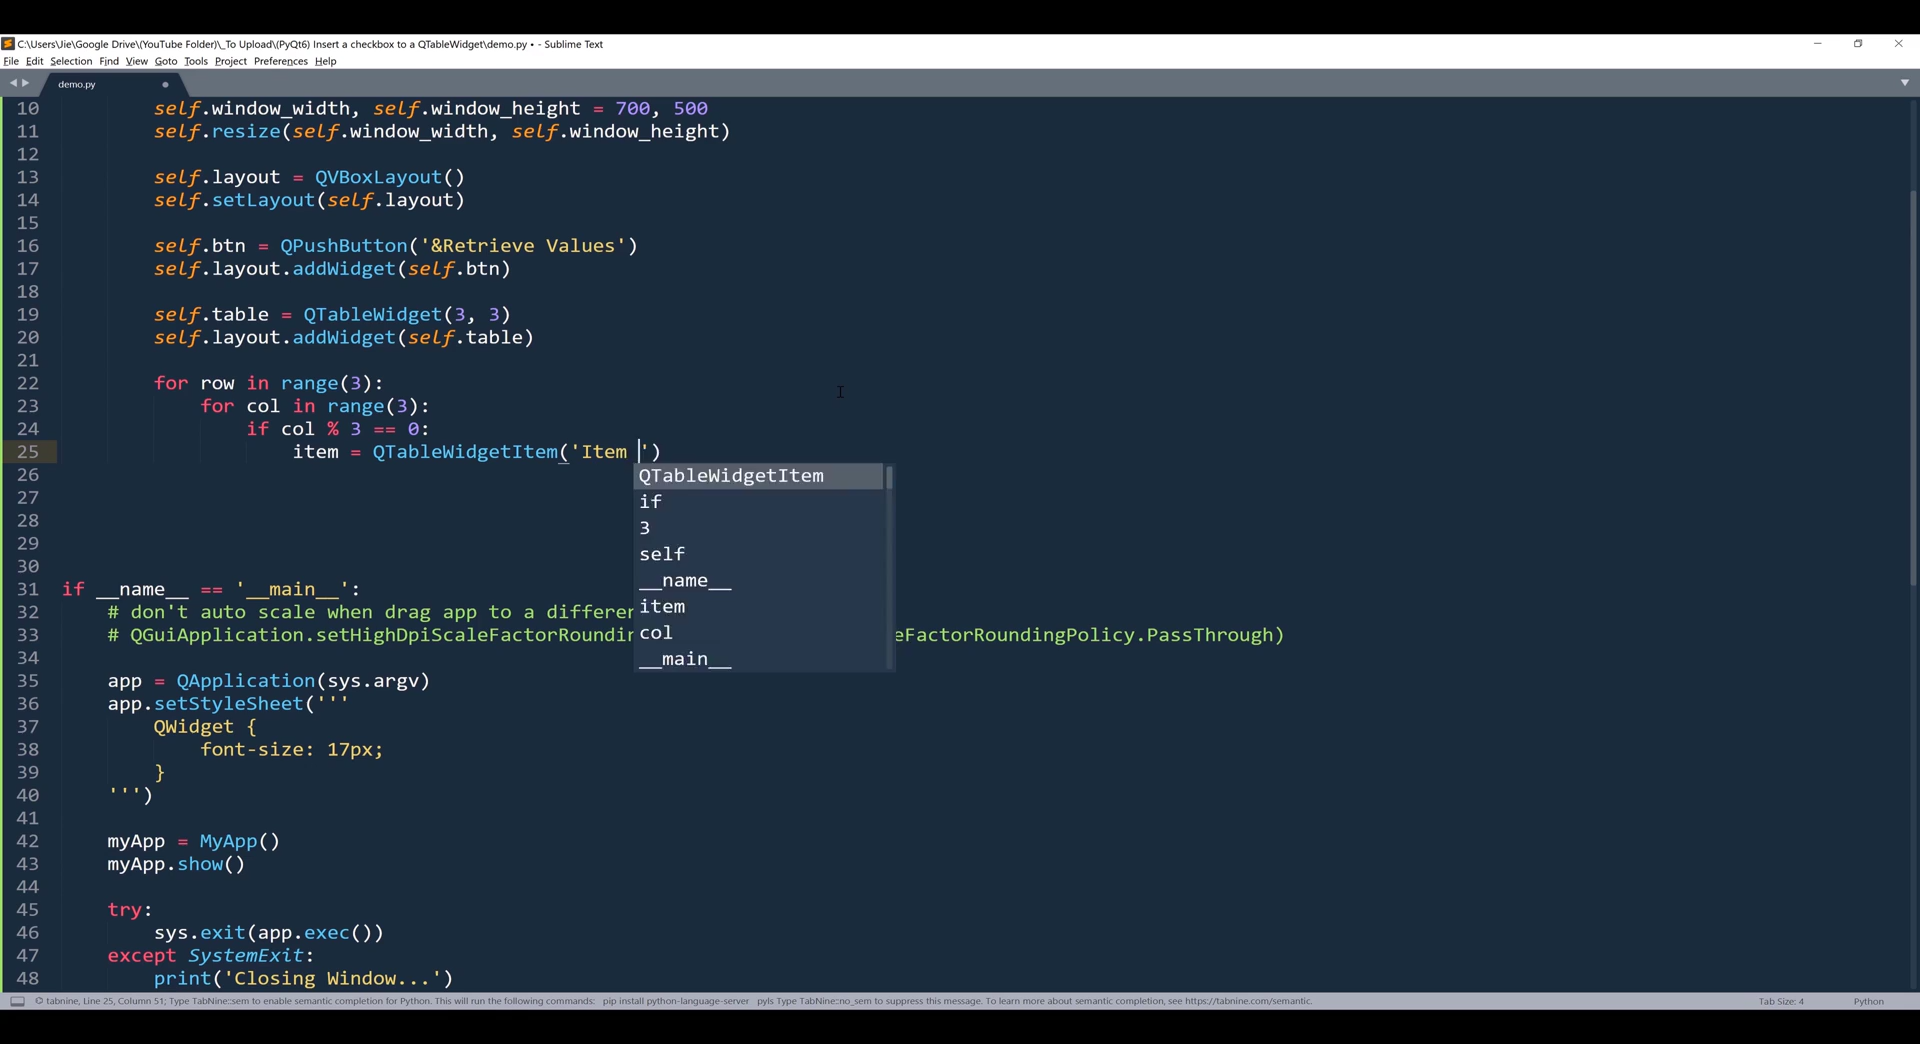 C:\Users\Jie\Google Drive\(YouTube Folder)\_To Upload\(PyQt6) Insert a checkbox to a QTableWidget\demo.py • - Sublime Text
File Edit Selection Find View Goto Tools Project Preferences Help
demo.py
10 self.window_width, self.window_height = 700, 500
11 self.resize(self.window_width, self.window_height)
12
13 self.layout = QVBoxLayout()
14 self.setLayout(self.layout)
15
16 self.btn = QPushButton('&Retrieve Values')
17 self.layout.addWidget(self.btn)
18
19 self.table = QTableWidget(3, 3)
20 self.layout.addWidget(self.table)
21
22 for row in range(3):
23 for col in range(3):
24 if col % 3 == 0:
25 item = QTableWidgetItem('Item ')
QTableWidgetItem
if
3
self
__name__
item
col
__main__
26
27
28
29
30
31 if __name__ == '__main__':
32 # don't auto scale when drag app to a differen
33 # QGuiApplication.setHighDpiScaleFactorRoundin eFactorRoundingPolicy.PassThrough)
34
35 app = QApplication(sys.argv)
36 app.setStyleSheet('''
37 QWidget {
38 font-size: 17px;
39 }
40 ''')
41
42 myApp = MyApp()
43 myApp.show()
44
45 try:
46 sys.exit(app.exec())
47 except SystemExit:
48 print('Closing Window...')
© tabnine, Line 25, Column 51; Type TabNine::sem to enable semantic completion for Python. This will run the following commands: pip install python-language-server pyls Type TabNine::no_sem to suppress this message. To learn more about semantic completion, see https://tabnine.com/semantic. Tab Size: 4 Python